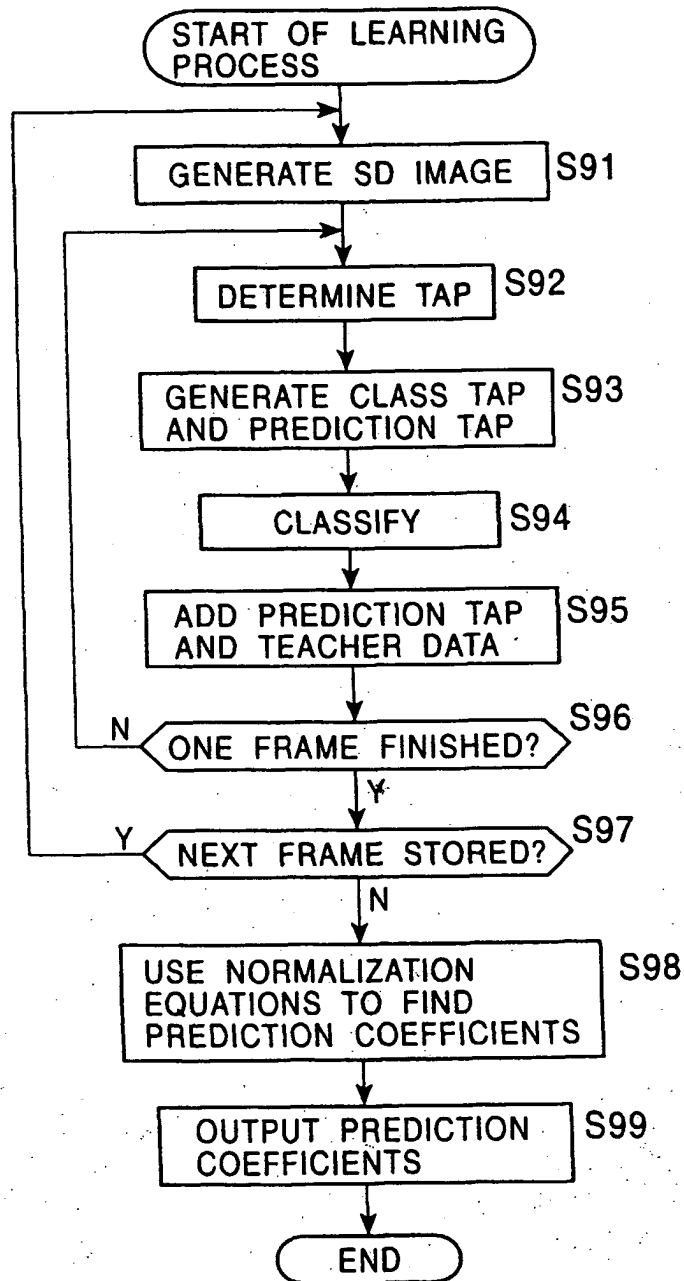 START OF LEARNING
PROCESS
GENERATE SD IMAGE
S91
DETERMINE TAP
S92
GENERATE CLASS TAP
AND PREDICTION TAP
S93
CLASSIFY
S94
ADD PREDICTION TAP
AND TEACHER DATA
S95
N
ONE FRAME FINISHED?
S96
Y
Y
NEXT FRAME STORED?
S97
N
USE NORMALIZATION
EQUATIONS TO FIND
PREDICTION COEFFICIENTS
S98
OUTPUT PREDICTION
COEFFICIENTS
S99
END